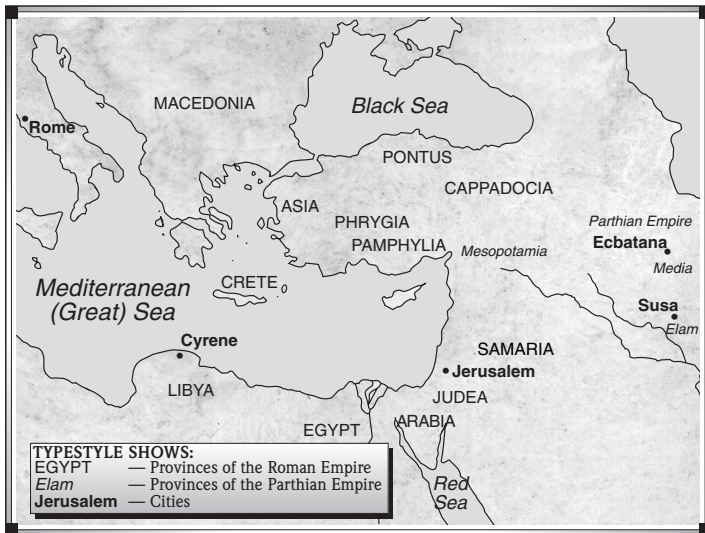 MACEDONIA
Black Sea
Rome
PONTUS
CAPPADOCIA
ASIA
PHRYGIA
Parthian Empire
Ecbatana
PAMPHYLIA
Mesopotamia
Media
CRETE
Mediterranean
(Great) Sea
Susa
Elam
Cyrene
SAMARIA
Jerusalem
LIBYA
JUDEA
ARABIA
EGYPT
Red
Sea
TYPESTYLE SHOWS:
EGYPT — Provinces of the Roman Empire
Elam — Provinces of the Parthian Empire
Jerusalem — Cities